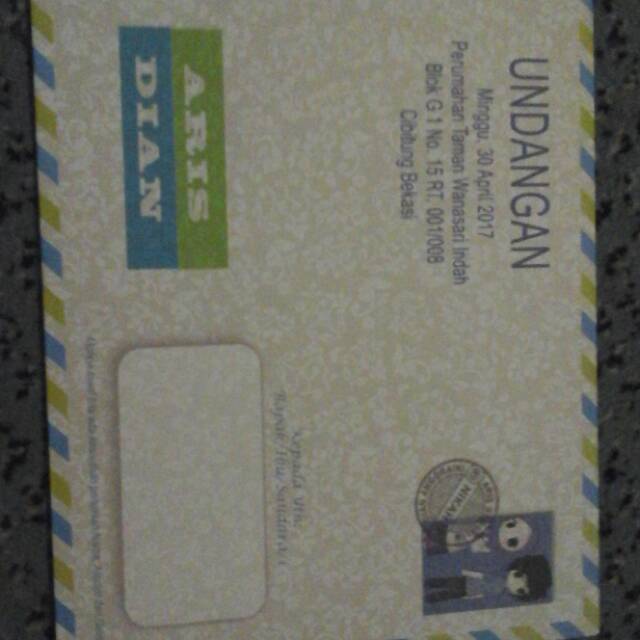 UNDANGAN
Minggu, 30 April 2017
Perumahan Taman Wanasari Indah
Blok G 1 No. 15 RT. 001/008
Cibitung Bekasi
ARIS
DIAN
Kepada Yth:
Bapak/Ibu/Saudara/i